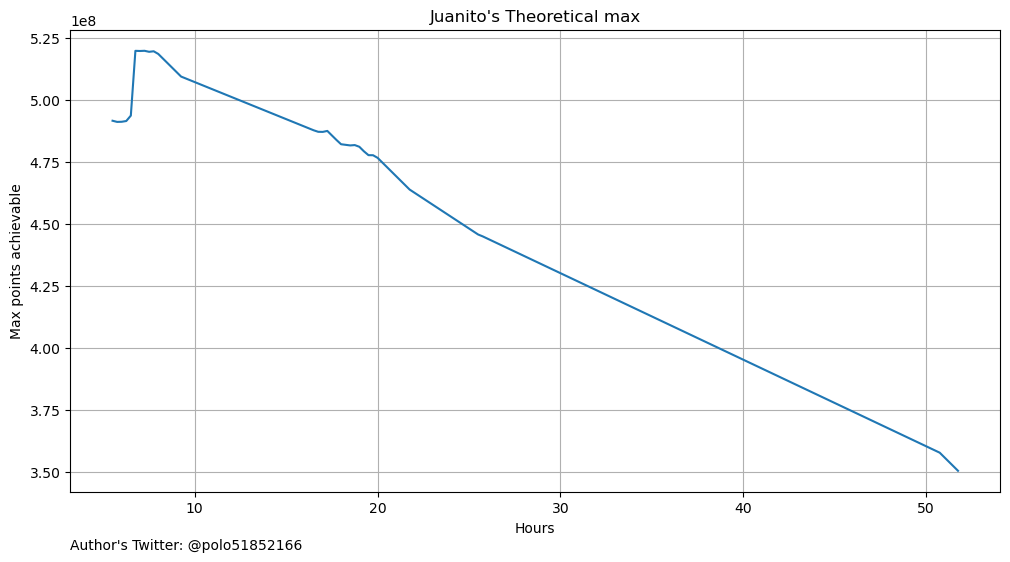 Juanito's Theoretical max
1e8
5.25
5.00
4.75
4.50
4.25
4.00
3.75
3.50
Max points achievable
10 20 30 40 50
Hours
Author's Twitter: @polo51852166